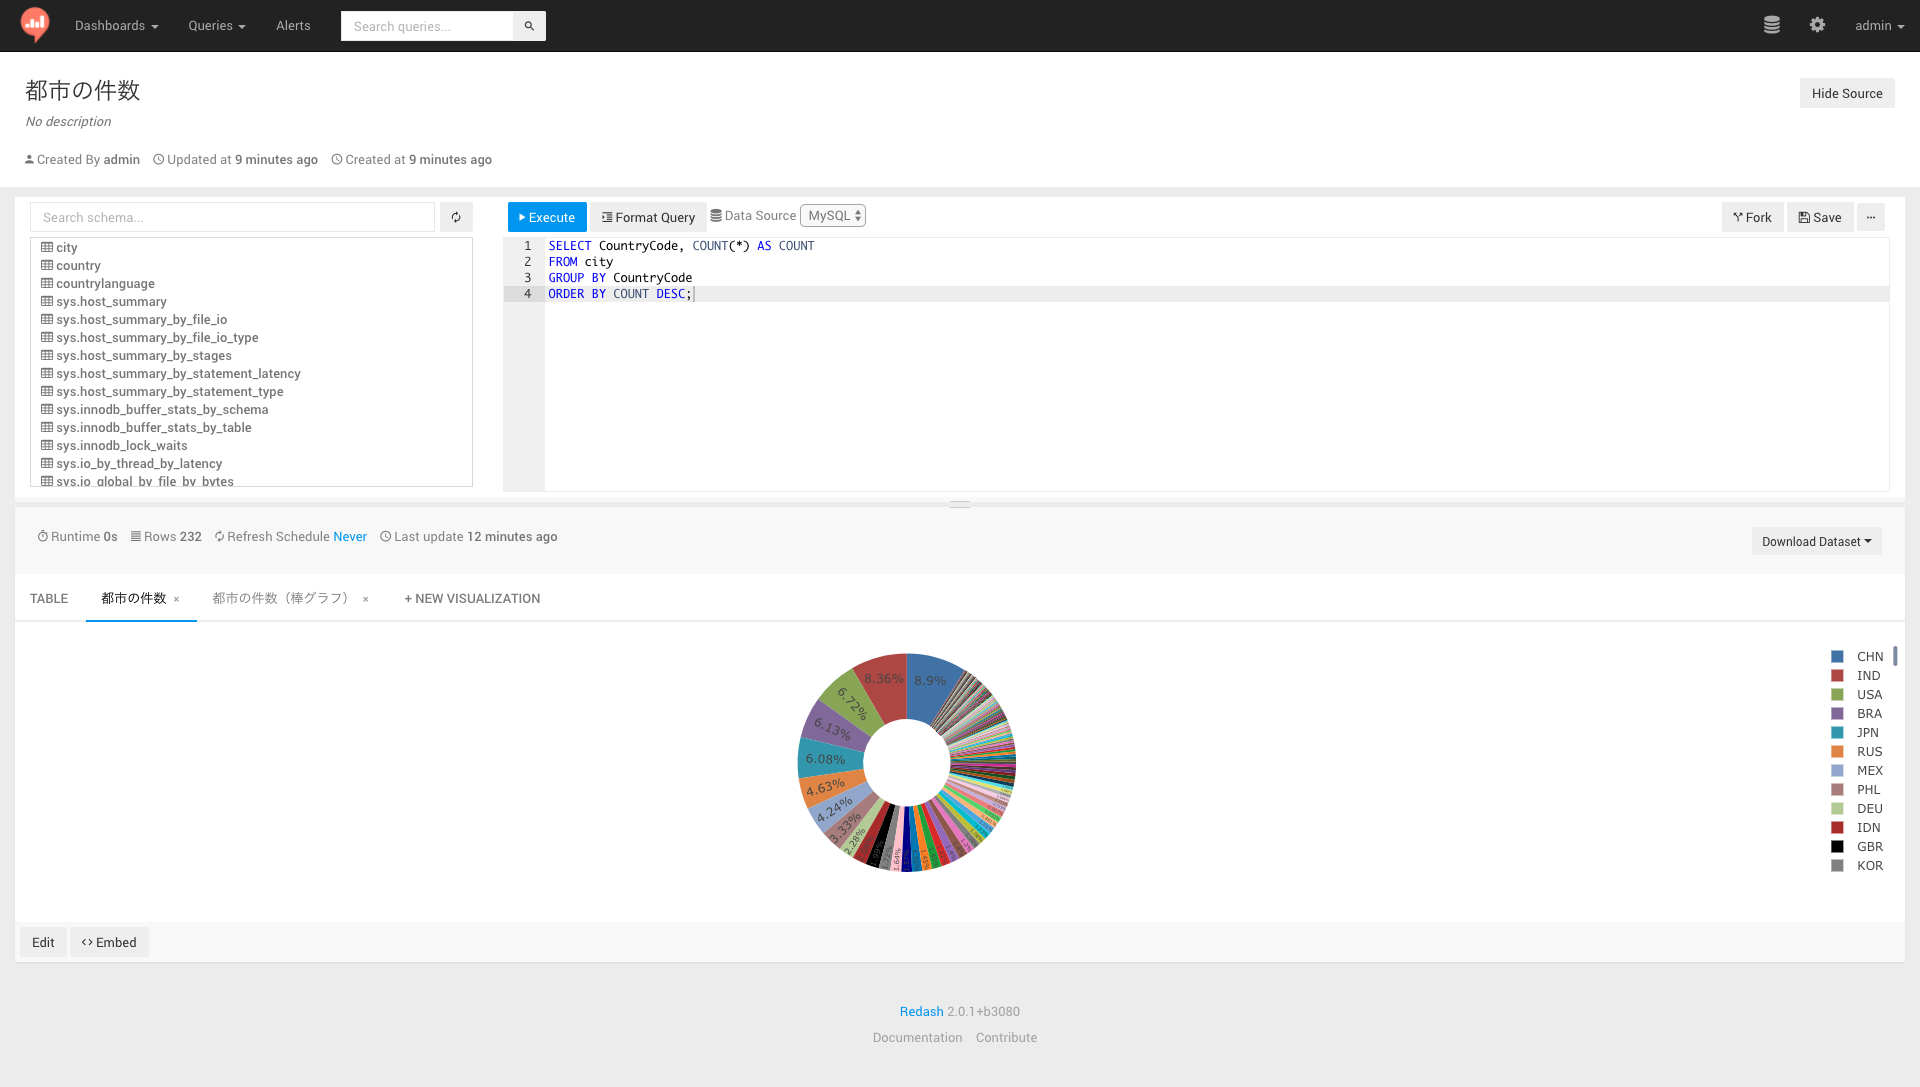 Dashboards Queries Alerts Search queries... admin
都市の件数
Hide Source
No description
Created By admin Updated at 9 minutes ago Created at 9 minutes ago
Search schema...
Execute Format Query Data Source MySQL Fork Save ...
city
country
countrylanguage
sys.host_summary
sys.host_summary_by_file_io
sys.host_summary_by_file_io_type
sys.host_summary_by_stages
sys.host_summary_by_statement_latency
sys.host_summary_by_statement_type
sys.innodb_buffer_stats_by_schema
sys.innodb_buffer_stats_by_table
sys.innodb_lock_waits
sys.io_by_thread_by_latency
sys.io_global_by_file_by_bytes
1 SELECT CountryCode, COUNT(*) AS COUNT
2 FROM city
3 GROUP BY CountryCode
4 ORDER BY COUNT DESC;
Runtime 0s Rows 232 Refresh Schedule Never Last update 12 minutes ago
Download Dataset
TABLE 都市の件数 × 都市の件数（棒グラフ） × + NEW VISUALIZATION
8.9%
8.36%
6.72%
6.13%
6.08%
4.63%
4.24%
3.33%
2.28%
CHN
IND
USA
BRA
JPN
RUS
MEX
PHL
DEU
IDN
GBR
KOR
Edit <> Embed
Redash 2.0.1+b3080
Documentation Contribute